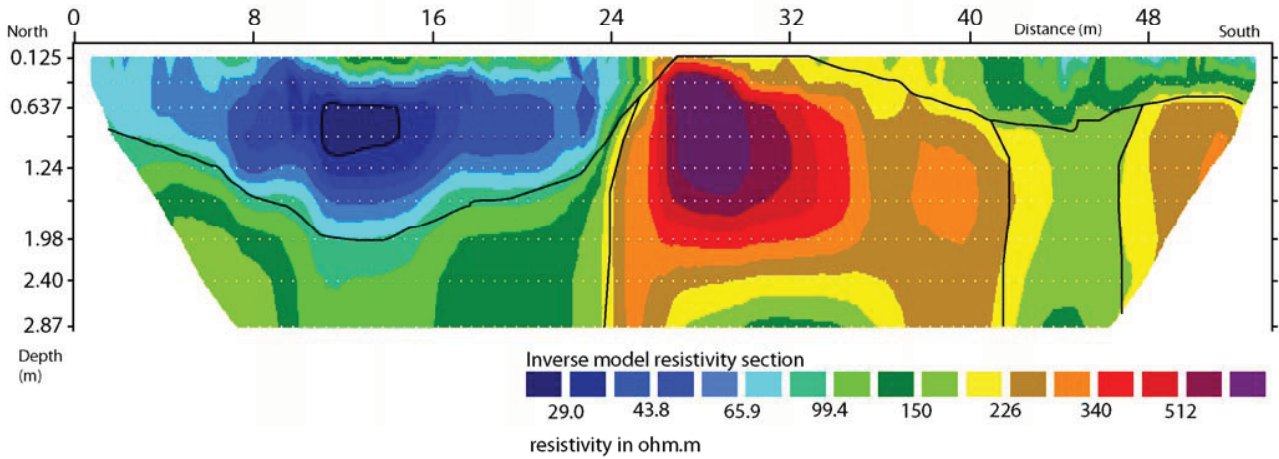 0 8 16 24 32 40 48
North Distance (m) South
0.125
0.637
1.24
1.98
2.40
2.87
Depth
(m)
Inverse model resistivity section
29.0 43.8 65.9 99.4 150 226 340 512
resistivity in ohm.m